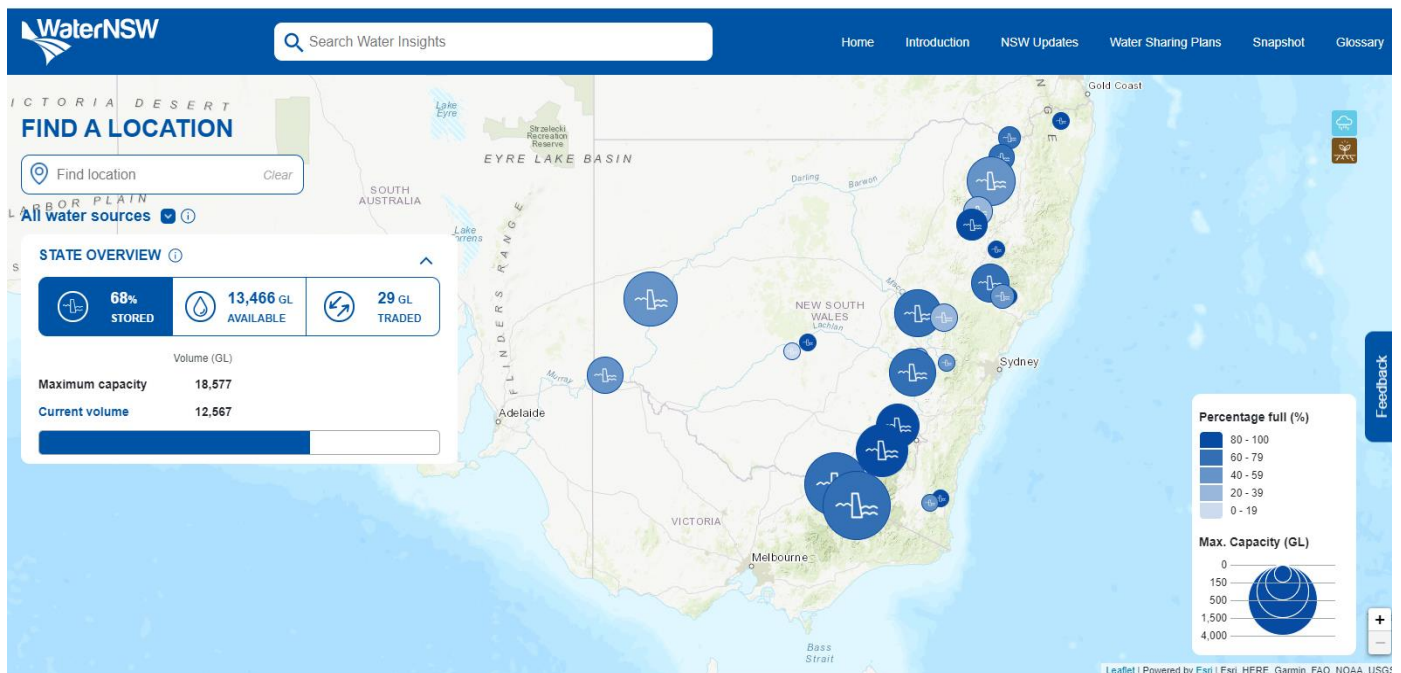 WaterNSW
Search Water Insights
Home Introduction NSW Updates Water Sharing Plans Snapshot Glossary
ICTORIA DESERT
FIND A LOCATION
Find location Clear
LARBOR PLAIN
All water sources
STATE OVERVIEW
68% STORED
13,466 GL AVAILABLE
29 GL TRADED
Volume (GL)
Maximum capacity 18,577
Current volume 12,567
Lake Eyre
Strzelecki Recreation Reserve
EYRE LAKE BASIN
SOUTH AUSTRALIA
FLINDERS RANGE
Darling
Barwon
Gold Coast
NEW SOUTH WALES
Lachlan
Murray
Adelaide
Sydney
VICTORIA
Melbourne
Bass Strait
Feedback
Percentage full (%)
80 - 100
60 - 79
40 - 59
20 - 39
0 - 19
Max. Capacity (GL)
0
150
500
1,500
4,000
+
−
Leaflet | Powered by Esri | Esri, HERE, Garmin, FAO, NOAA, USGS